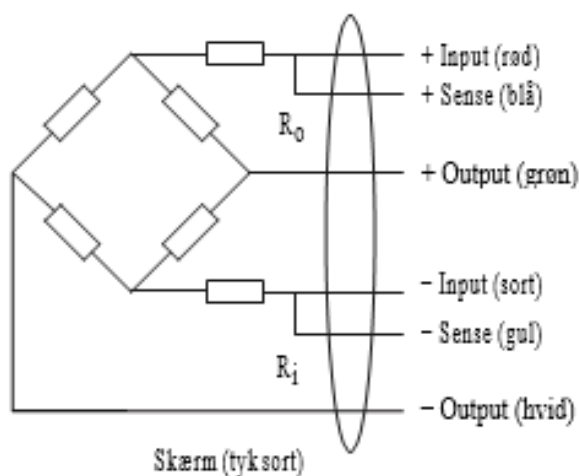 + Input (rød)
+ Sense (blå)
R₀
+ Output (grøn)
− Input (sort)
− Sense (gul)
Rᵢ
− Output (hvid)
Skærm (tyk sort)